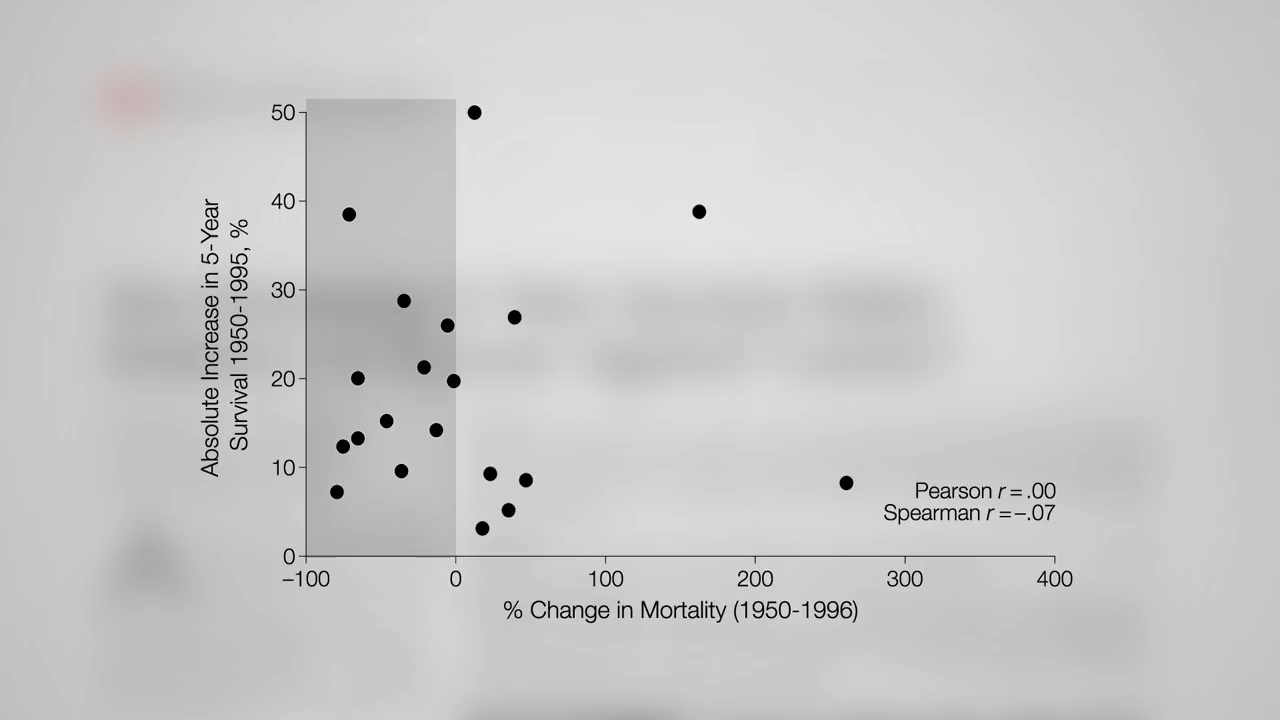 50
40
30
20
10
0
Absolute Increase in 5-Year
Survival 1950-1995, %
Pearson r = .00
Spearman r = –.07
–100 0 100 200 300 400
% Change in Mortality (1950-1996)